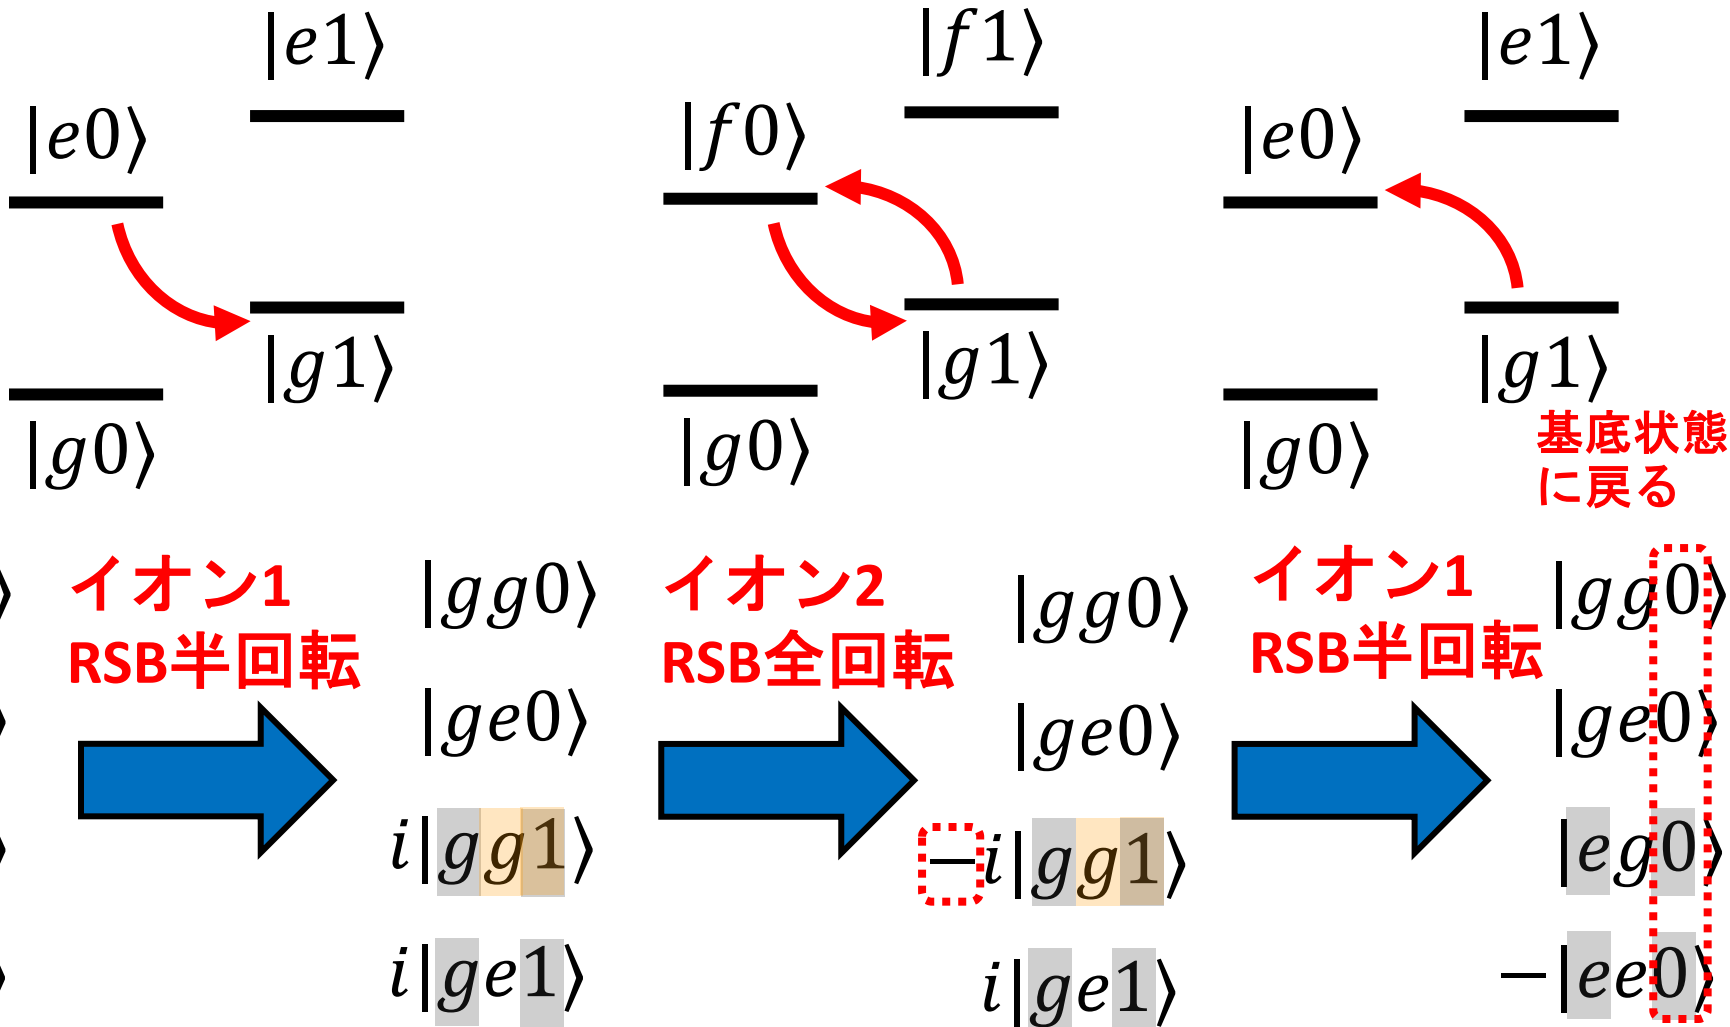 |e1⟩
|e0⟩
|g1⟩
|g0⟩
|f1⟩
|f0⟩
|g1⟩
|g0⟩
|e1⟩
|e0⟩
|g1⟩
|g0⟩
基底状態
に戻る
イオン1
RSB半回転
|gg0⟩
|ge0⟩
i|gg1⟩
i|ge1⟩
イオン2
RSB全回転
|gg0⟩
|ge0⟩
−i|gg1⟩
i|ge1⟩
イオン1
RSB半回転
|gg0⟩
|ge0⟩
|eg0⟩
−|ee0⟩